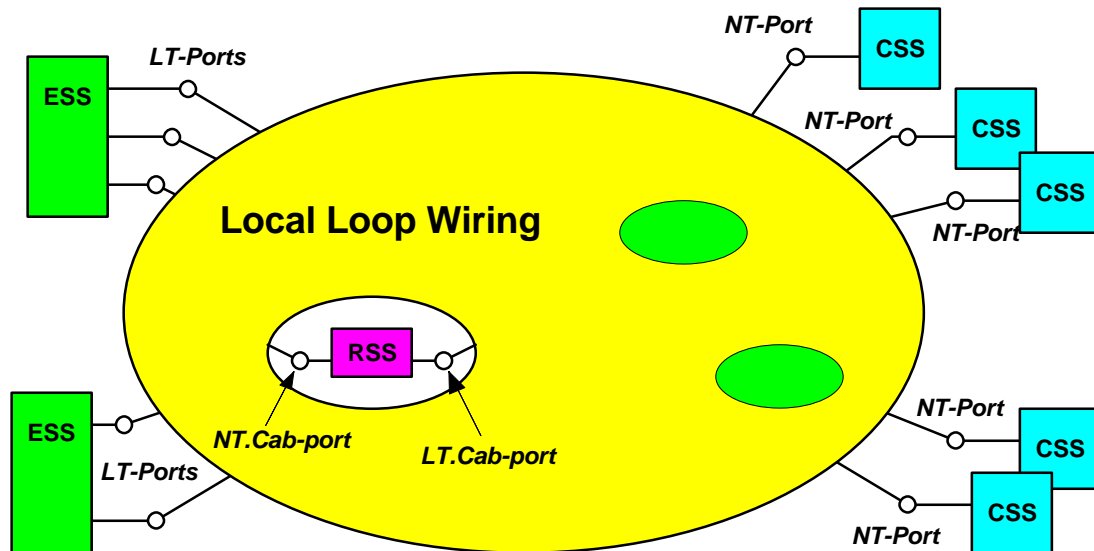 NT-Port
CSS
LT-Ports
ESS
NT-Port
CSS
CSS
NT-Port
Local Loop Wiring
RSS
NT.Cab-port
LT.Cab-port
ESS
LT-Ports
NT-Port
CSS
CSS
NT-Port